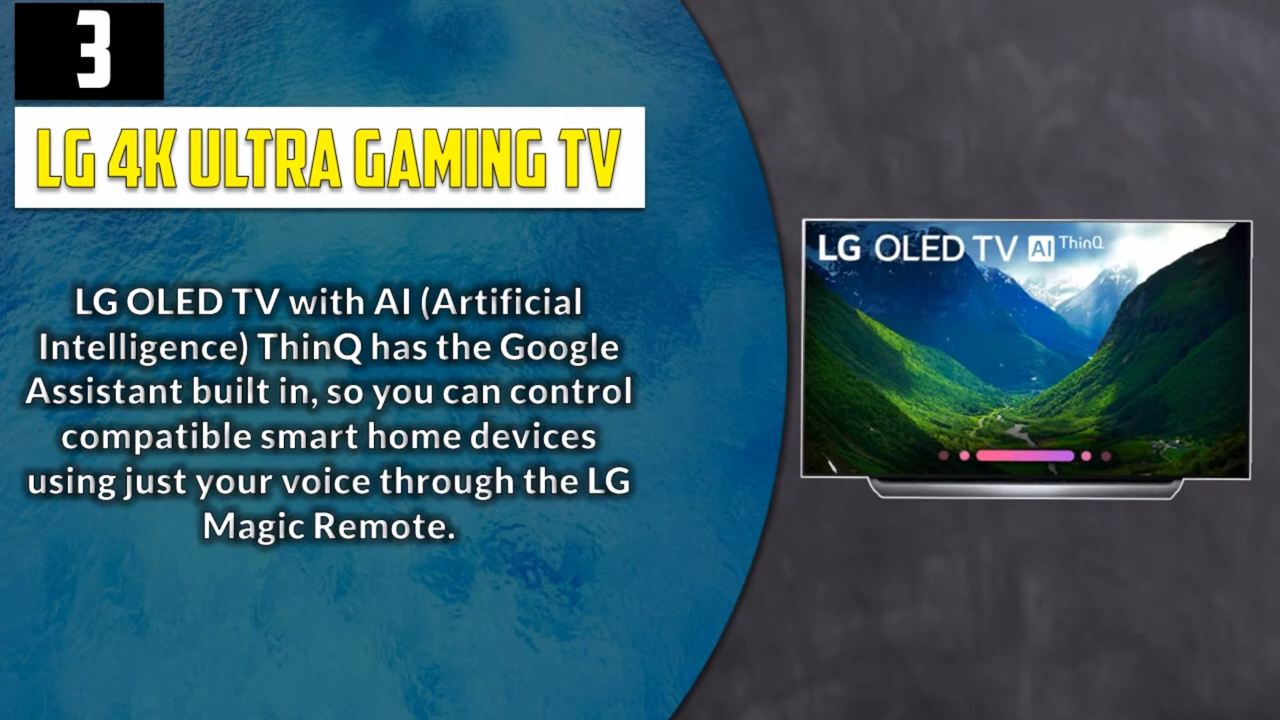 3
LG 4K ULTRA GAMING TV
LG OLED TV with AI (Artificial
Intelligence) ThinQ has the Google
Assistant built in, so you can control
compatible smart home devices
using just your voice through the LG
Magic Remote.
LG OLED TV AI ThinQ